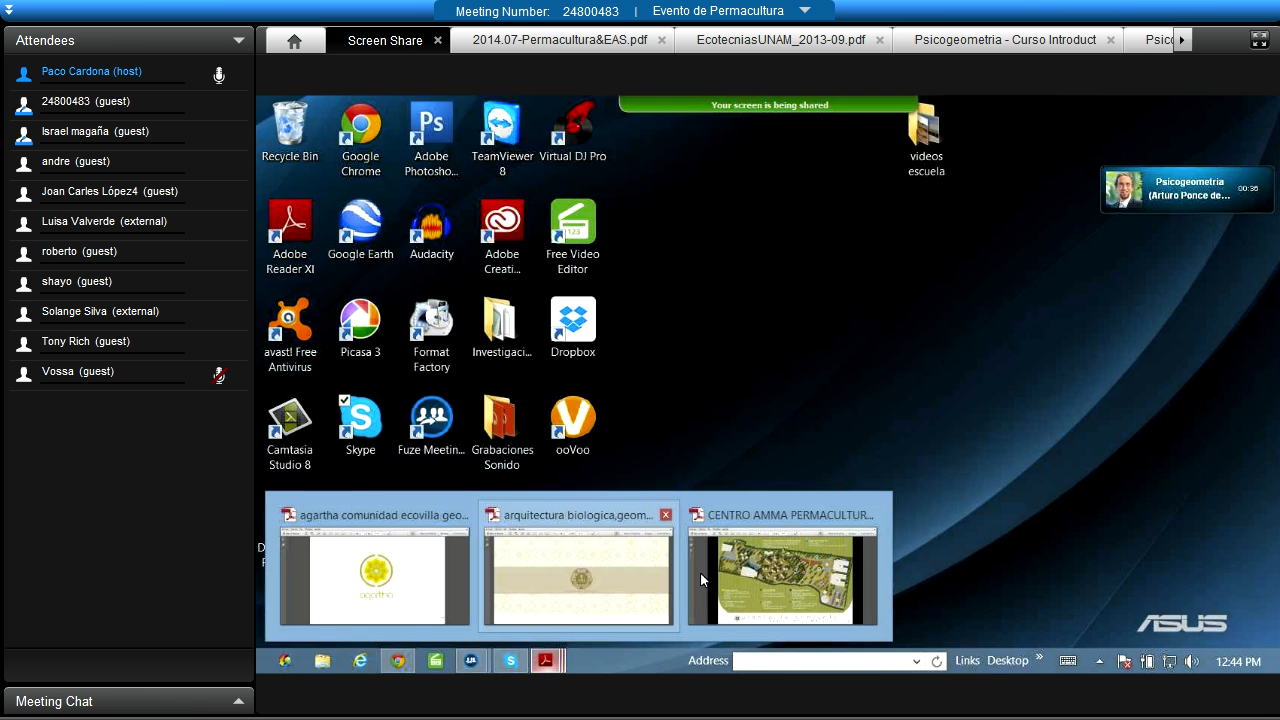 Meeting Number: 24800483 | Evento de Permacultura
Attendees
Screen Share
2014.07-Permacultura&EAS.pdf
EcotecniasUNAM_2013-09.pdf
Psicogeometria - Curso Introduct
Psico
Paco Cardona (host)
24800483 (guest)
Israel magaña (guest)
andre (guest)
Joan Carles López4 (guest)
Luisa Valverde (external)
roberto (guest)
shayo (guest)
Solange Silva (external)
Tony Rich (guest)
Vossa (guest)
Meeting Chat
Your screen is being shared
Recycle Bin
Google
Chrome
Ps
Adobe
Photosho...
TeamViewer
8
Virtual DJ Pro
videos
escuela
Psicogeometria
(Arturo Ponce de...
00:36
Adobe
Reader XI
Google Earth
Audacity
Adobe
Creati...
123
Free Video
Editor
avast! Free
Antivirus
Picasa 3
Format
Factory
Investigaci...
Dropbox
Camtasia
Studio 8
Skype
Fuze Meetin...
Grabaciones
Sonido
ooVoo
agartha comunidad ecovilla geo...
arquitectura biologica,geom...
CENTRO AMMA PERMACULTUR...
agartha
ASUS
Address
Links
Desktop
12:44 PM